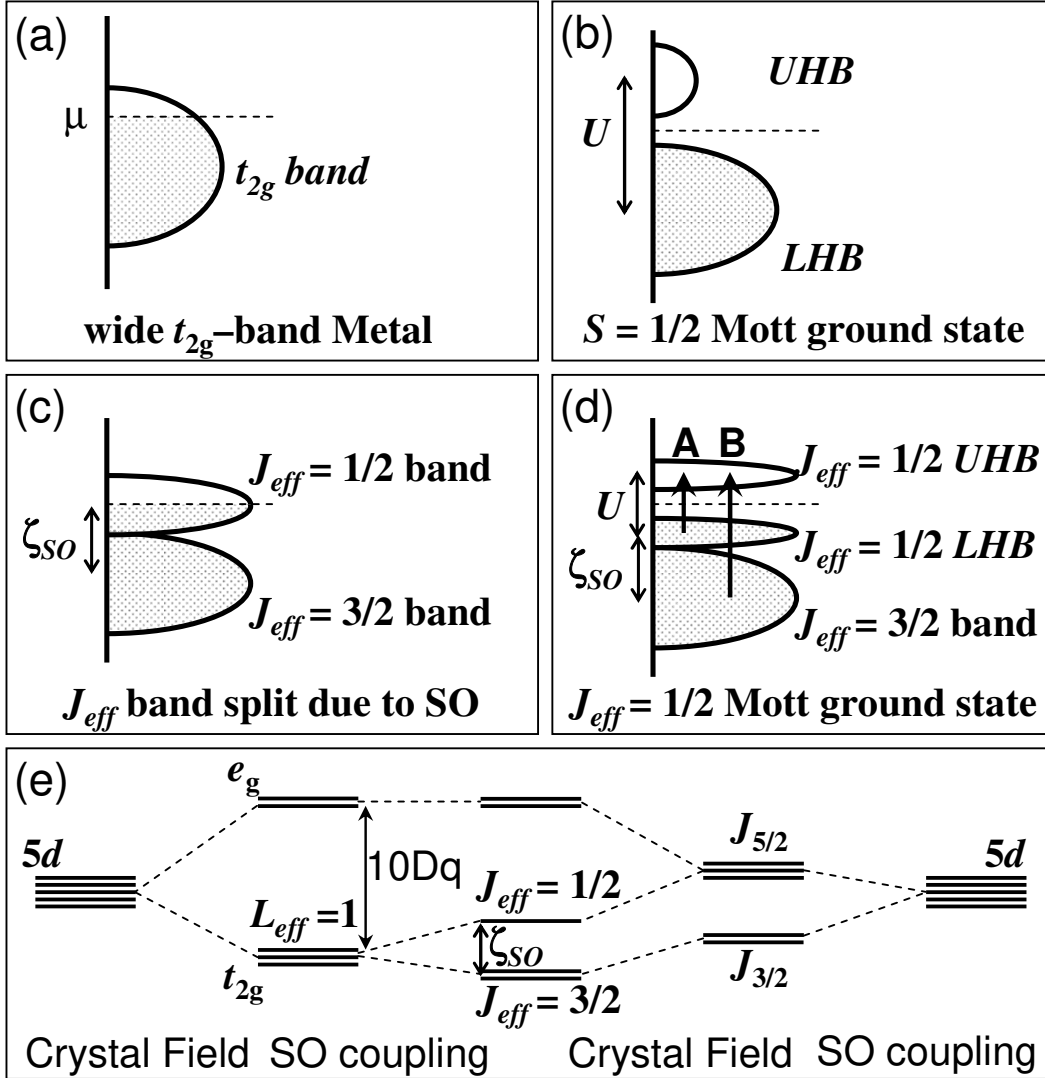 (a)
μ
t2g band
wide t2g–band Metal
(b)
UHB
U
LHB
S = 1/2 Mott ground state
(c)
Jeff = 1/2 band
ζSO
Jeff = 3/2 band
Jeff band split due to SO
(d)
A B
Jeff = 1/2 UHB
U
Jeff = 1/2 LHB
ζSO
Jeff = 3/2 band
Jeff = 1/2 Mott ground state
(e)
eg
5d
10Dq
J5/2
5d
Leff =1
Jeff = 1/2
ζSO
t2g
Jeff = 3/2
J3/2
Crystal Field SO coupling Crystal Field SO coupling